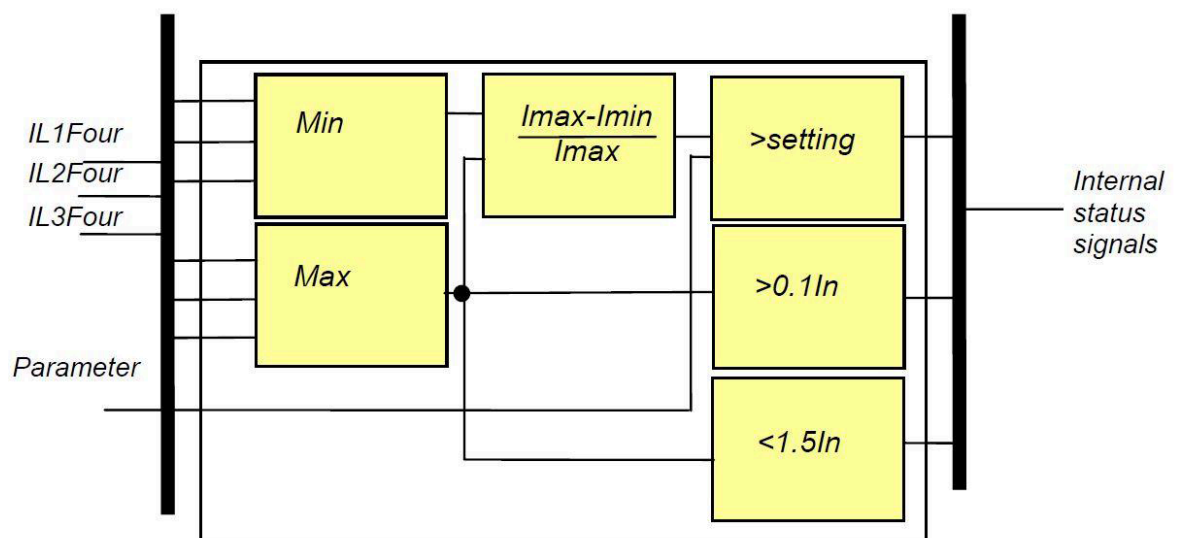 IL1Four
IL2Four
IL3Four
Parameter
Min
Max
Imax-Imin
Imax
>setting
>0.1In
<1.5In
Internal
status
signals